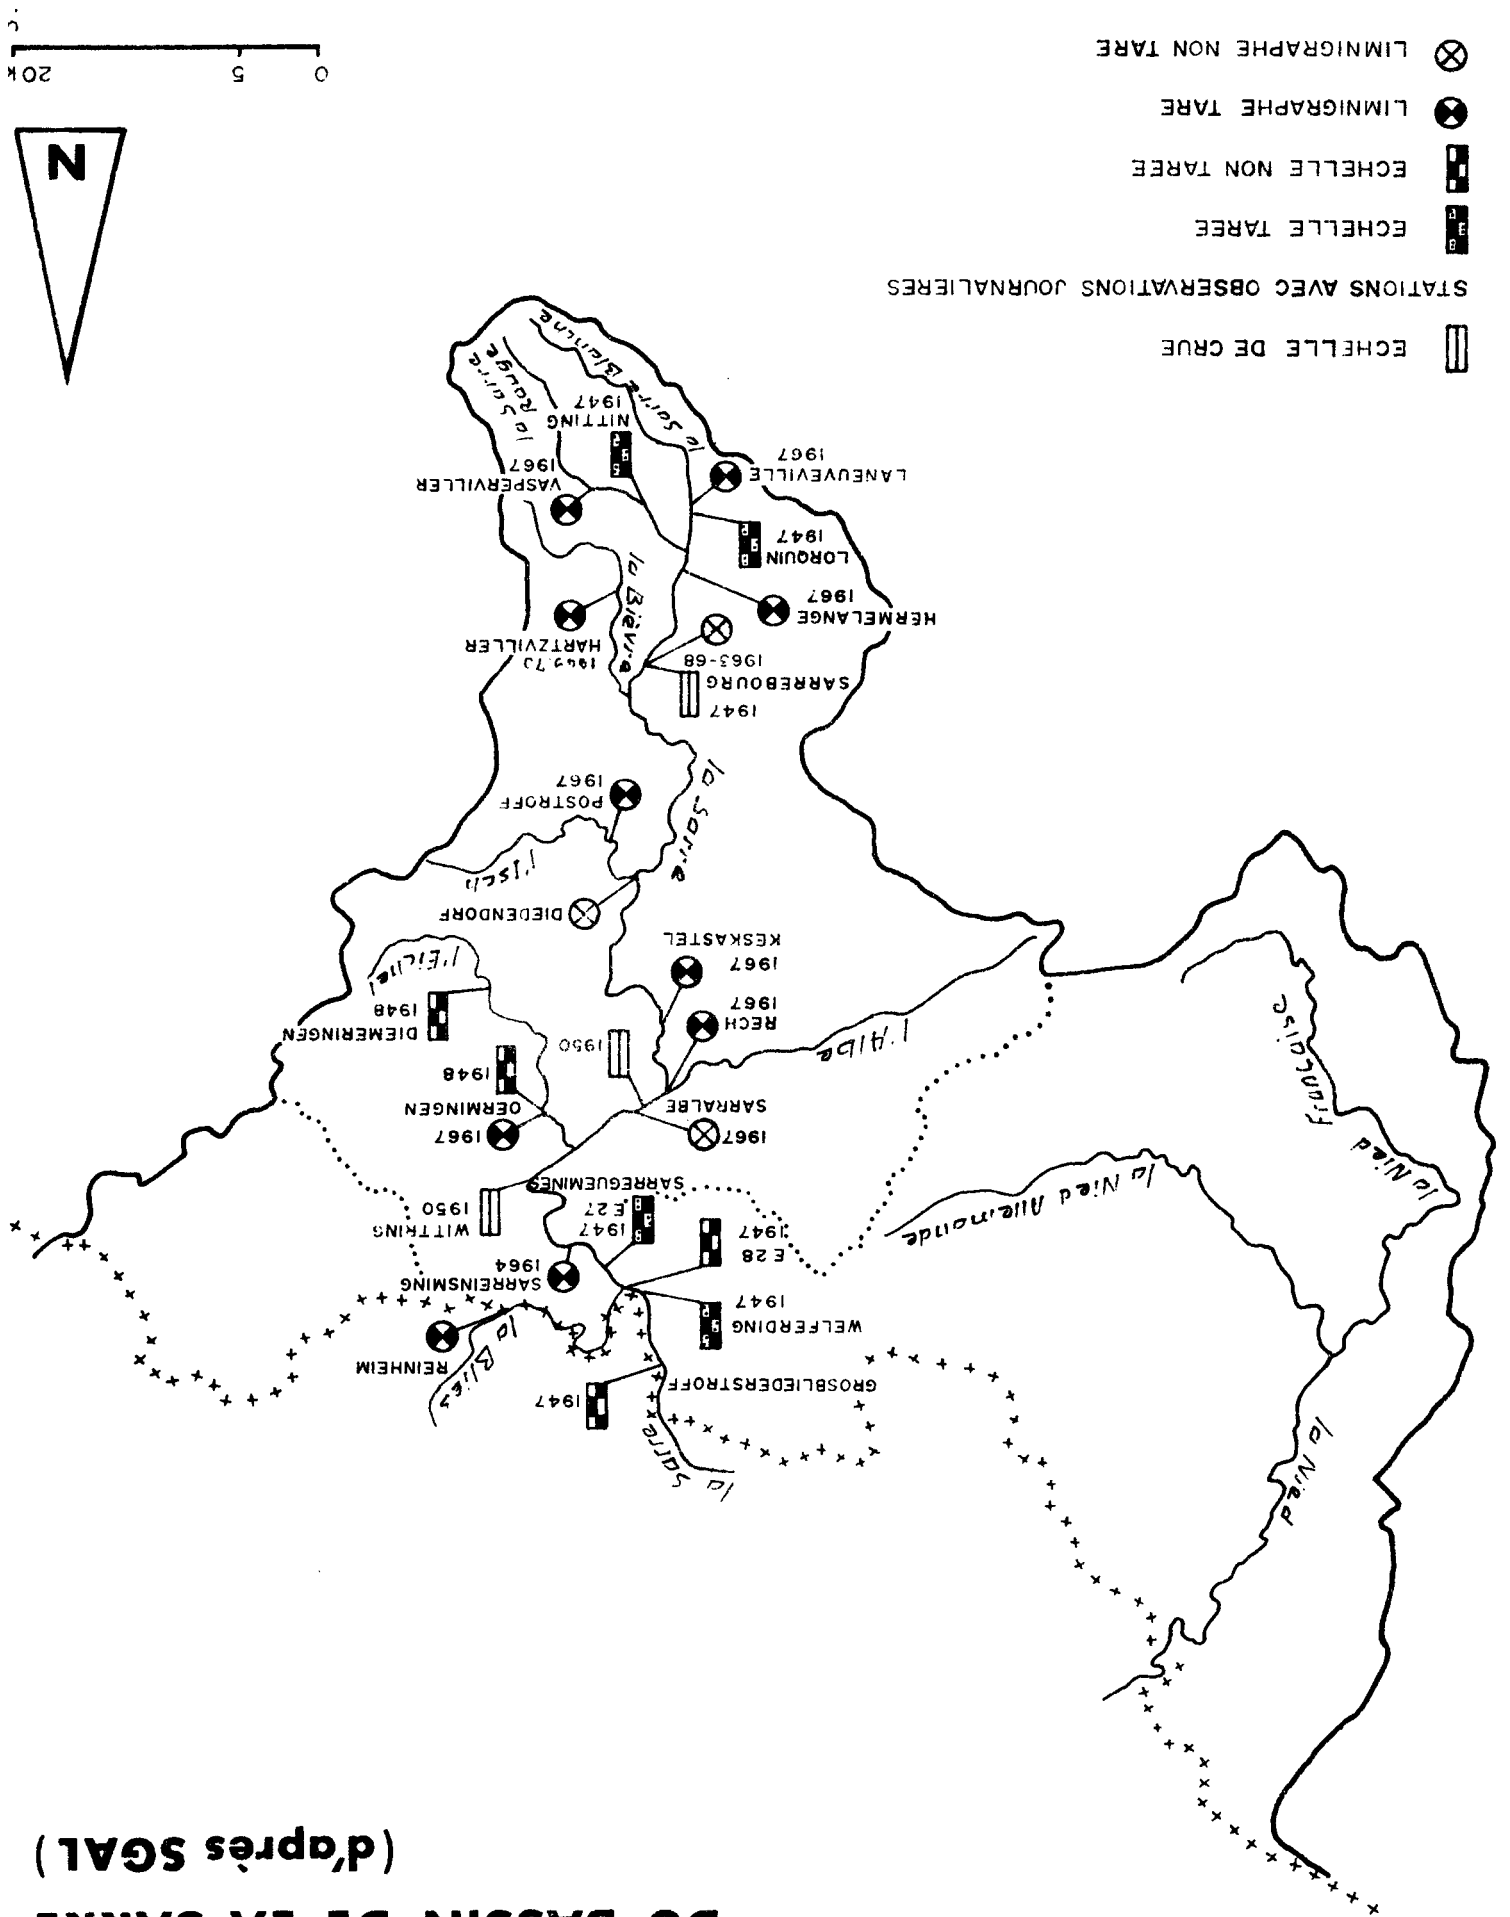 DU BASSIN DE LA SARRE
(d'après SGAL)
la Nied
la Sarre
GROSBLIEDERSTROFF
1947
REINHEIM
la Blies
WELFERDING
1947
E 28
1947
SARREINSMING
1964
1947
E 27
SARREGUEMINES
WITTRING
1950
la Nied Allemande
la Nied
Française
1967
SARRALBE
1950
1967
OERMINGEN
1948
DIEMERINGEN
1948
l'Albe
RECH
1967
1967
KESKASTEL
l'Eichel
DIEDENDORF
l'Isch
la Sarre
POSTROFF
1967
1947
SARREBOURG
1963-68
HARTZVILLER
la Bièvre
HERMELANGE
1967
LORQUIN
1947
VASPERVILLER
1967
LANEUVEVILLE
1967
NITTING
1947
la Sarre
Rouge
la Sarre Blanche
ECHELLE DE CRUE
STATIONS AVEC OBSERVATIONS JOURNALIERES
ECHELLE TAREE
ECHELLE NON TAREE
LIMNIGRAPHE TARE
LIMNIGRAPHE NON TARE
N
0 5 20 k